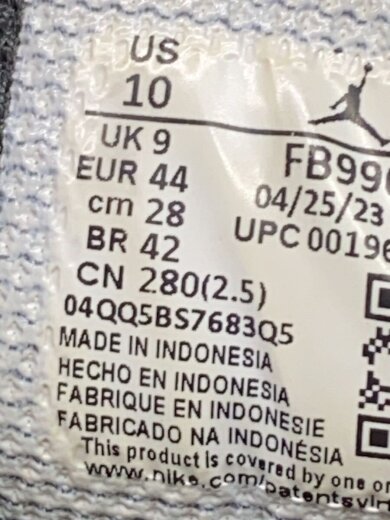 US
10
UK 9
EUR 44
cm 28
BR 42
CN 280(2.5)
04QQ5BS7683Q5
FB99
04/25/23
UPC 00196
MADE IN INDONESIA
HECHO EN INDONESIA
FABRIQUE EN INDONESIE
FABRICADO NA INDONÉSIA
This product is covered by one or
www.nike.com/patentsvir